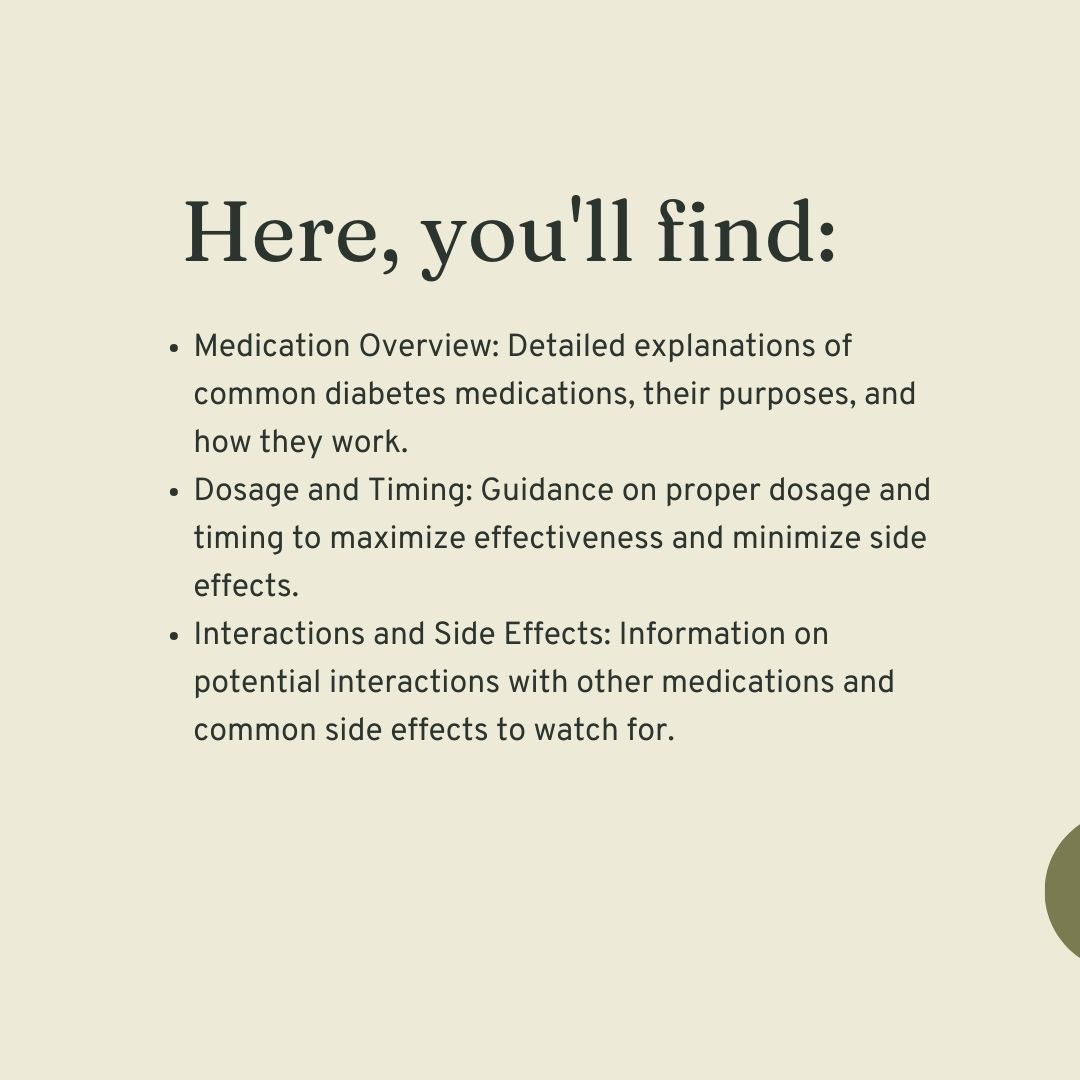 Here, you'll find:
• Medication Overview: Detailed explanations of
common diabetes medications, their purposes, and
how they work.
• Dosage and Timing: Guidance on proper dosage and
timing to maximize effectiveness and minimize side
effects.
• Interactions and Side Effects: Information on
potential interactions with other medications and
common side effects to watch for.